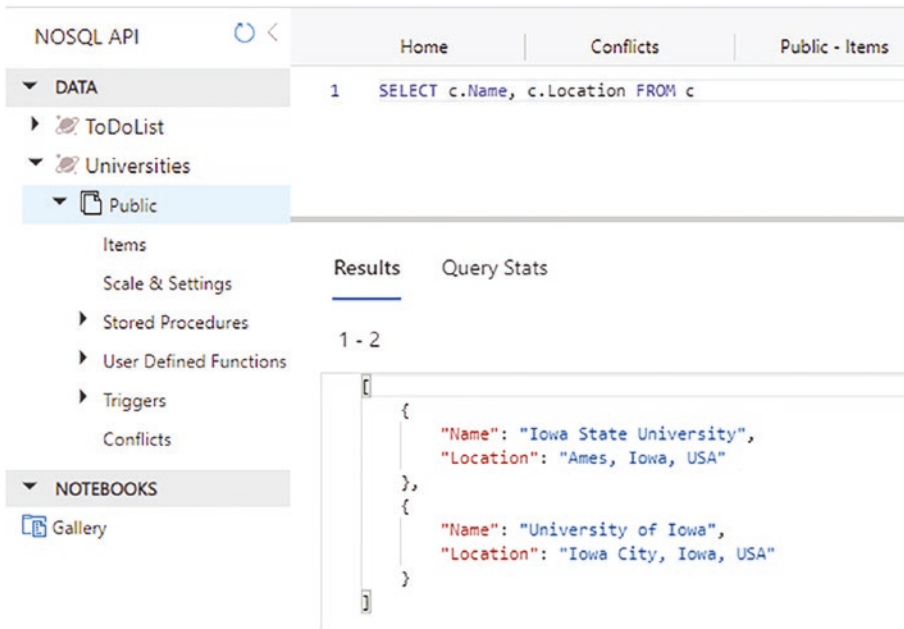 NOSQL API
DATA
ToDoList
Universities
Public
Items
Scale & Settings
Stored Procedures
User Defined Functions
Triggers
Conflicts
NOTEBOOKS
Gallery
Home Conflicts Public - Items
1 SELECT c.Name, c.Location FROM c
Results Query Stats
1 - 2
[
{
"Name": "Iowa State University",
"Location": "Ames, Iowa, USA"
},
{
"Name": "University of Iowa",
"Location": "Iowa City, Iowa, USA"
}
]